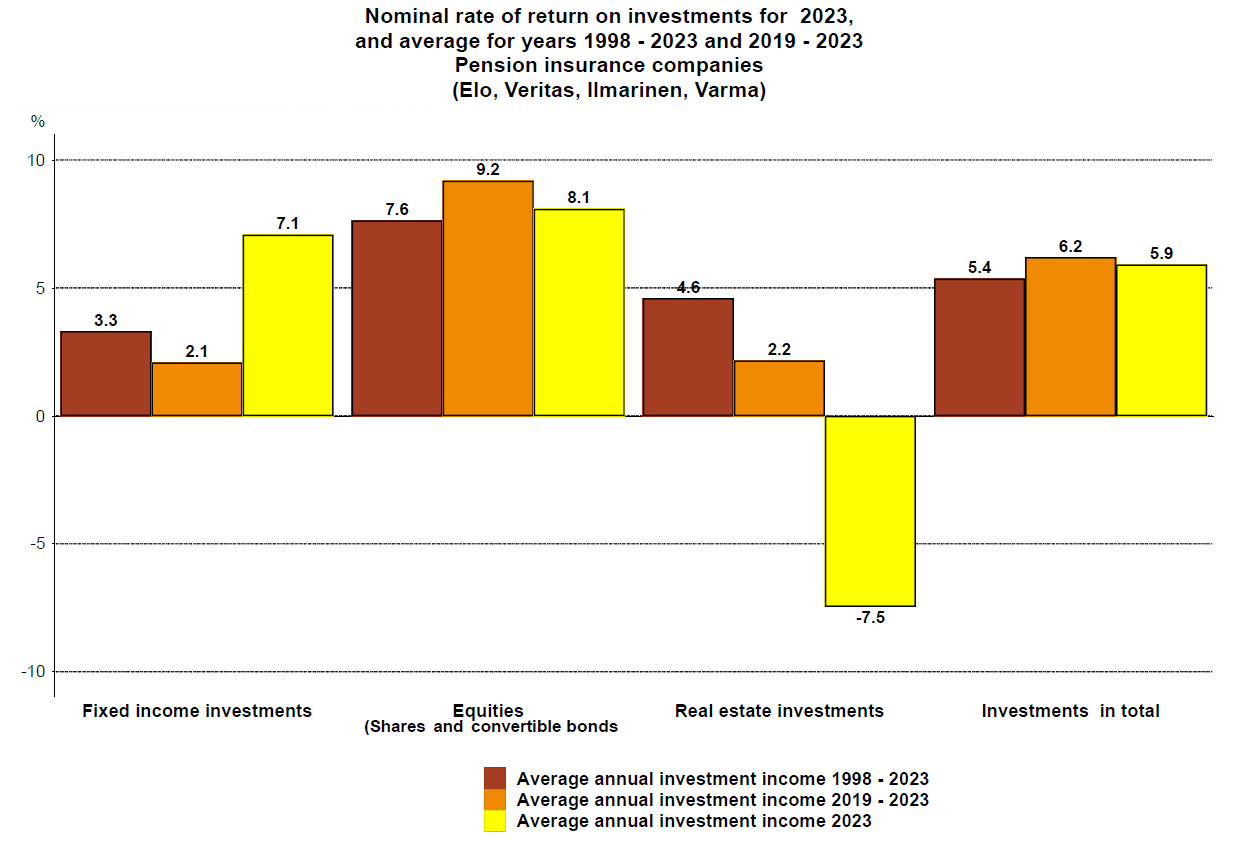 Nominal rate of return on investments for 2023,
and average for years 1998 - 2023 and 2019 - 2023
Pension insurance companies
(Elo, Veritas, Ilmarinen, Varma)
%
10
5
0
-5
-10
3.3
2.1
7.1
7.6
9.2
8.1
4.6
2.2
-7.5
5.4
6.2
5.9
Fixed income investments
Equities
(Shares and convertible bonds
Real estate investments
Investments in total
Average annual investment income 1998 - 2023
Average annual investment income 2019 - 2023
Average annual investment income 2023